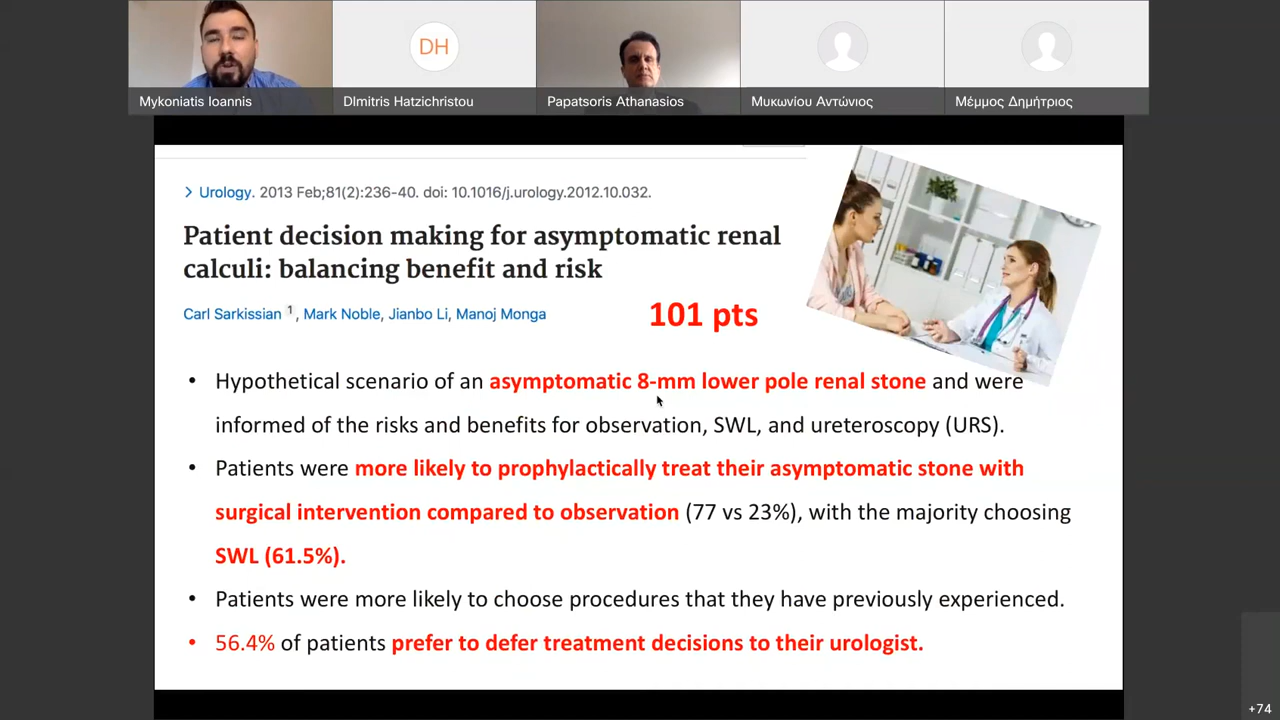 DH
Mykoniatis Ioannis
DImitris Hatzichristou
Papatsoris Athanasios
Μυκωνίου Αντώνιος
Μέμμος Δημήτριος
> Urology. 2013 Feb;81(2):236-40. doi: 10.1016/j.urology.2012.10.032.
Patient decision making for asymptomatic renal
calculi: balancing benefit and risk
Carl Sarkissian 1, Mark Noble, Jianbo Li, Manoj Monga
101 pts
• Hypothetical scenario of an asymptomatic 8-mm lower pole renal stone and were
informed of the risks and benefits for observation, SWL, and ureteroscopy (URS).
• Patients were more likely to prophylactically treat their asymptomatic stone with
surgical intervention compared to observation (77 vs 23%), with the majority choosing
SWL (61.5%).
• Patients were more likely to choose procedures that they have previously experienced.
• 56.4% of patients prefer to defer treatment decisions to their urologist.
+74